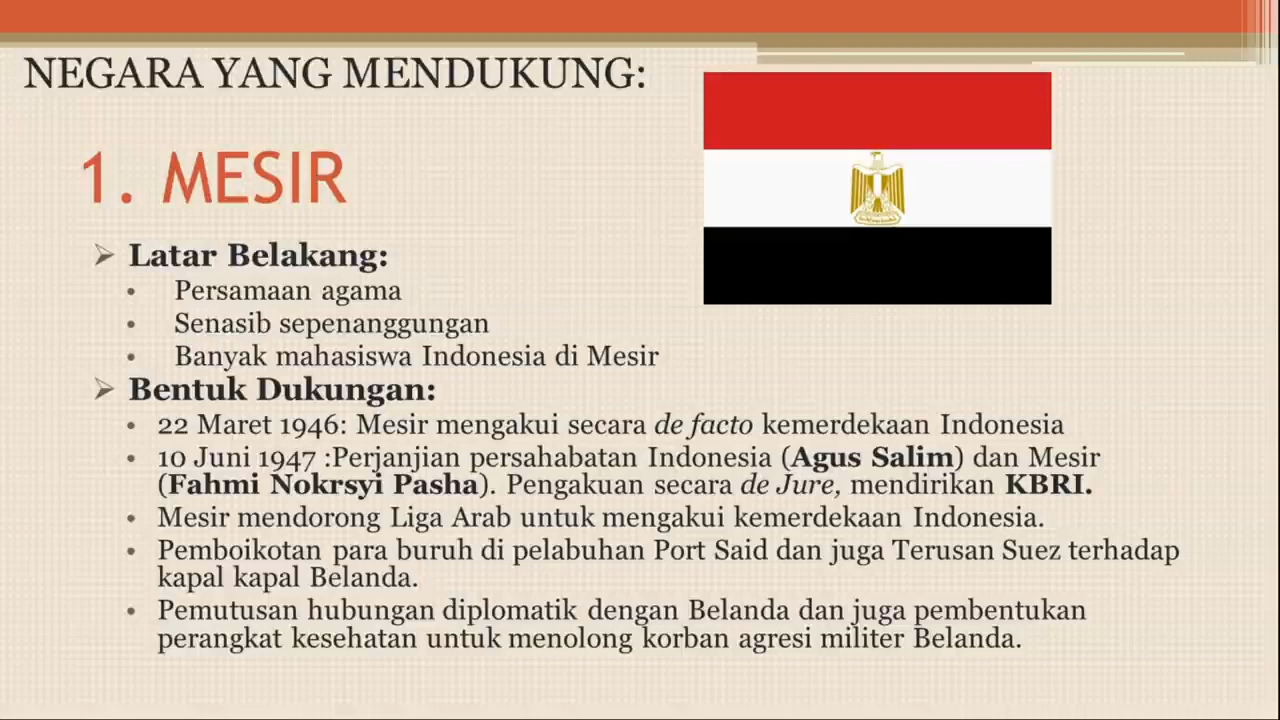 NEGARA YANG MENDUKUNG:
1. MESIR
➢ Latar Belakang:
• Persamaan agama
• Senasib sepenanggungan
• Banyak mahasiswa Indonesia di Mesir
➢ Bentuk Dukungan:
• 22 Maret 1946: Mesir mengakui secara de facto kemerdekaan Indonesia
• 10 Juni 1947 :Perjanjian persahabatan Indonesia (Agus Salim) dan Mesir
(Fahmi Nokrsyi Pasha). Pengakuan secara de Jure, mendirikan KBRI.
• Mesir mendorong Liga Arab untuk mengakui kemerdekaan Indonesia.
• Pemboikotan para buruh di pelabuhan Port Said dan juga Terusan Suez terhadap
kapal kapal Belanda.
• Pemutusan hubungan diplomatik dengan Belanda dan juga pembentukan
perangkat kesehatan untuk menolong korban agresi militer Belanda.